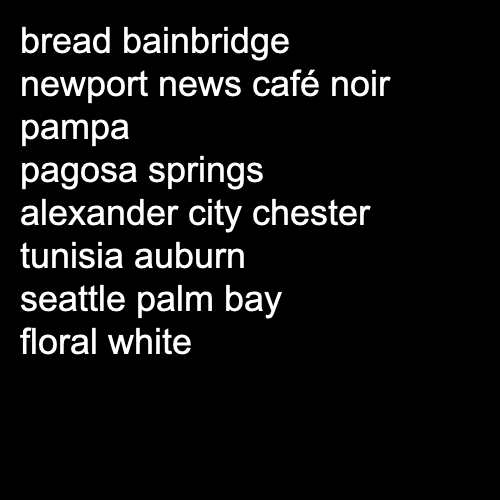 bread bainbridge
newport news café noir
pampa
pagosa springs
alexander city chester
tunisia auburn
seattle palm bay
floral white